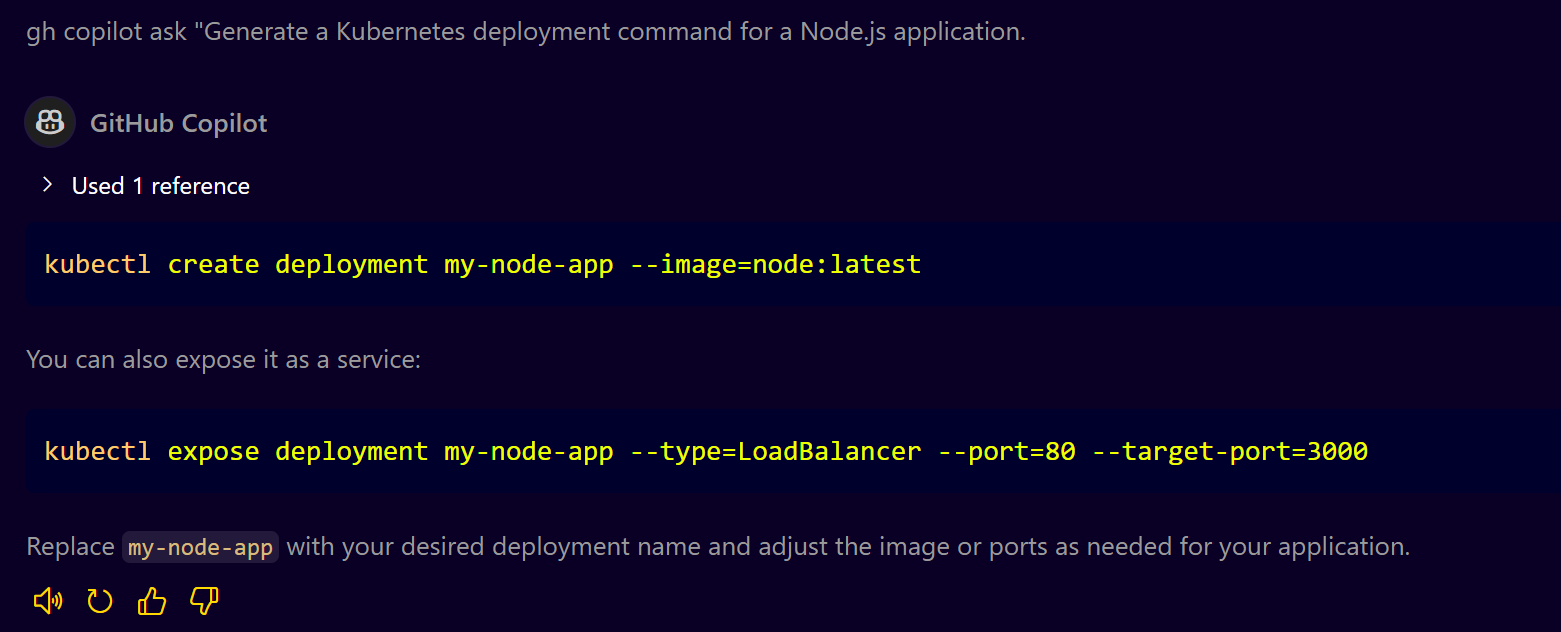 gh copilot ask "Generate a Kubernetes deployment command for a Node.js application.
GitHub Copilot
Used 1 reference
kubectl create deployment my-node-app --image=node:latest
You can also expose it as a service:
kubectl expose deployment my-node-app --type=LoadBalancer --port=80 --target-port=3000
Replace my-node-app with your desired deployment name and adjust the image or ports as needed for your application.